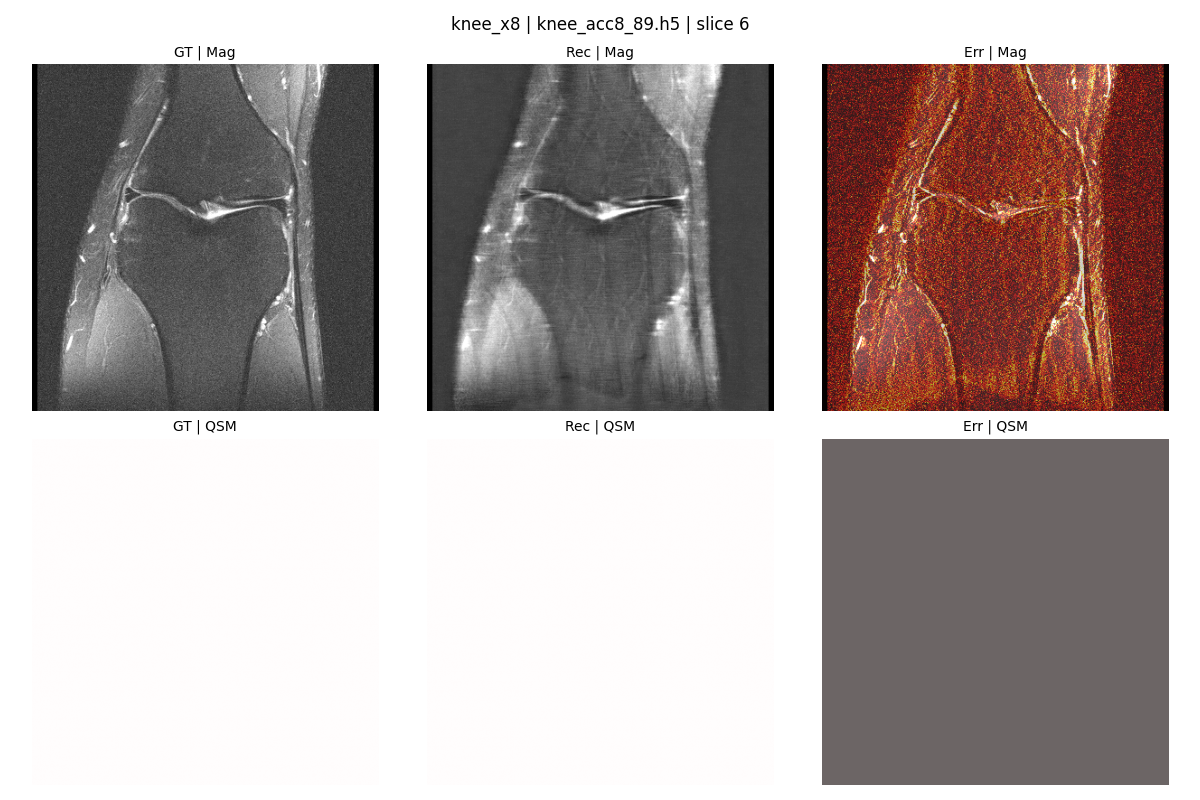 knee_x8 | knee_acc8_89.h5 | slice 6
GT | Mag
Rec | Mag
Err | Mag
GT | QSM
Rec | QSM
Err | QSM